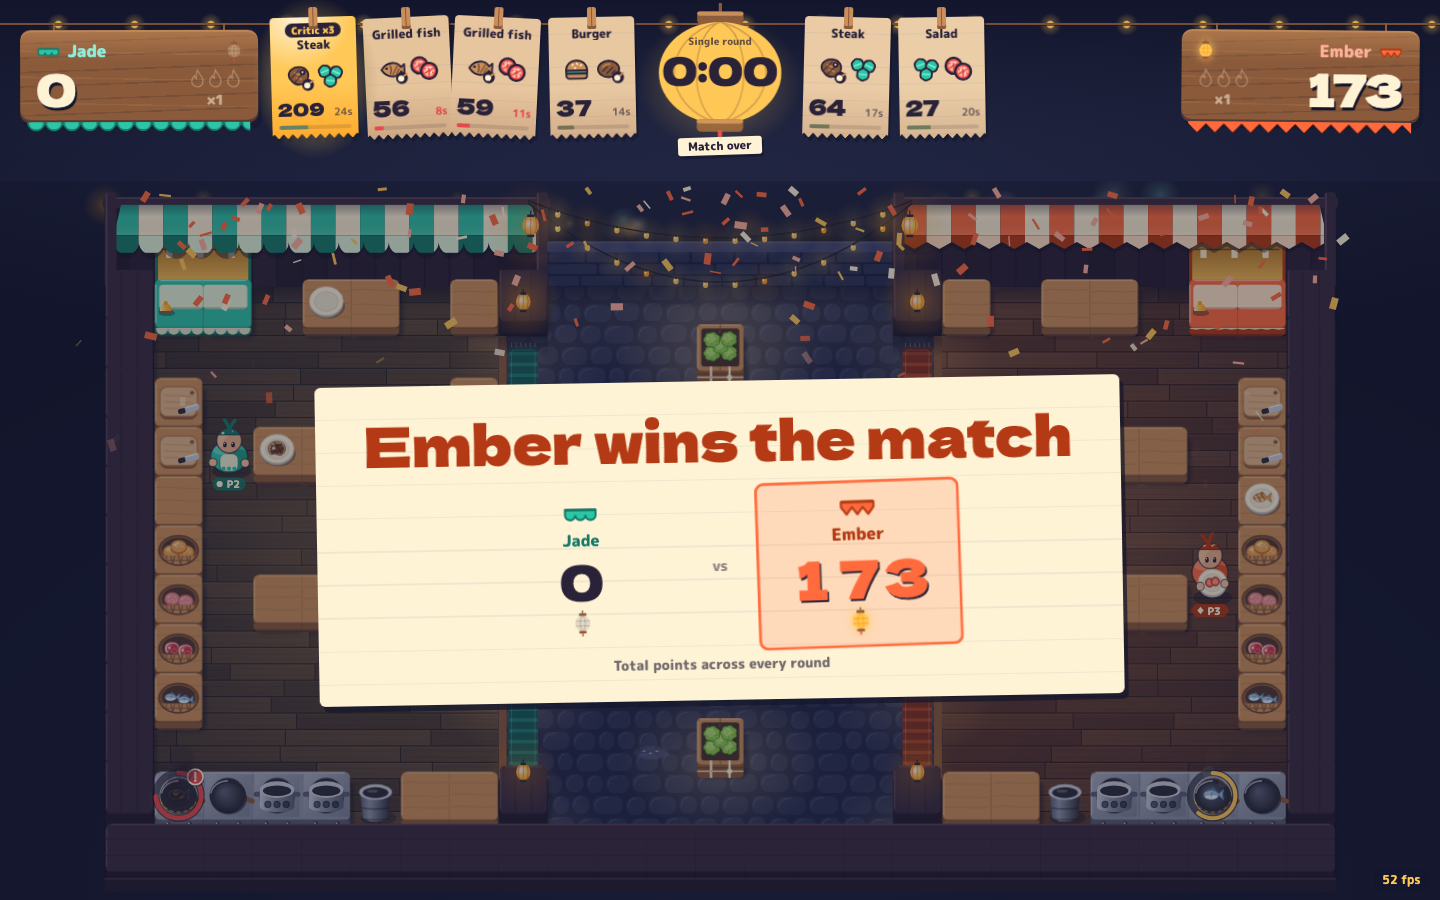 Jade
0
x1
Critic x3
Steak
209 24s
Grilled fish
56 8s
Grilled fish
59 11s
Burger
37 14s
Single round
0:00
Match over
Steak
64 17s
Salad
27 20s
Ember
173
x1
Ember wins the match
Jade
0
vs
Ember
173
Total points across every round
P2
P3
!
52 fps